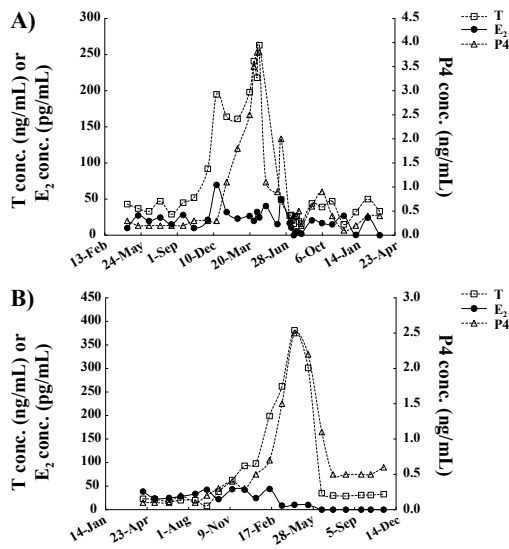 A)
T
E2
P4
T conc. (ng/mL) or
E2 conc. (pg/mL)
P4 conc. (ng/mL)
300
250
200
150
100
50
0
4.5
4.0
3.5
3.0
2.5
2.0
1.5
1.0
0.5
0.0
13-Feb
24-May
1-Sep
10-Dec
20-Mar
28-Jun
6-Oct
14-Jan
23-Apr
B)
T
E2
P4
T conc. (ng/mL) or
E2 conc. (pg/mL)
P4 conc. (ng/mL)
450
400
350
300
250
200
150
100
50
0
3.0
2.5
2.0
1.5
1.0
0.5
0.0
14-Jan
23-Apr
1-Aug
9-Nov
17-Feb
28-May
5-Sep
14-Dec